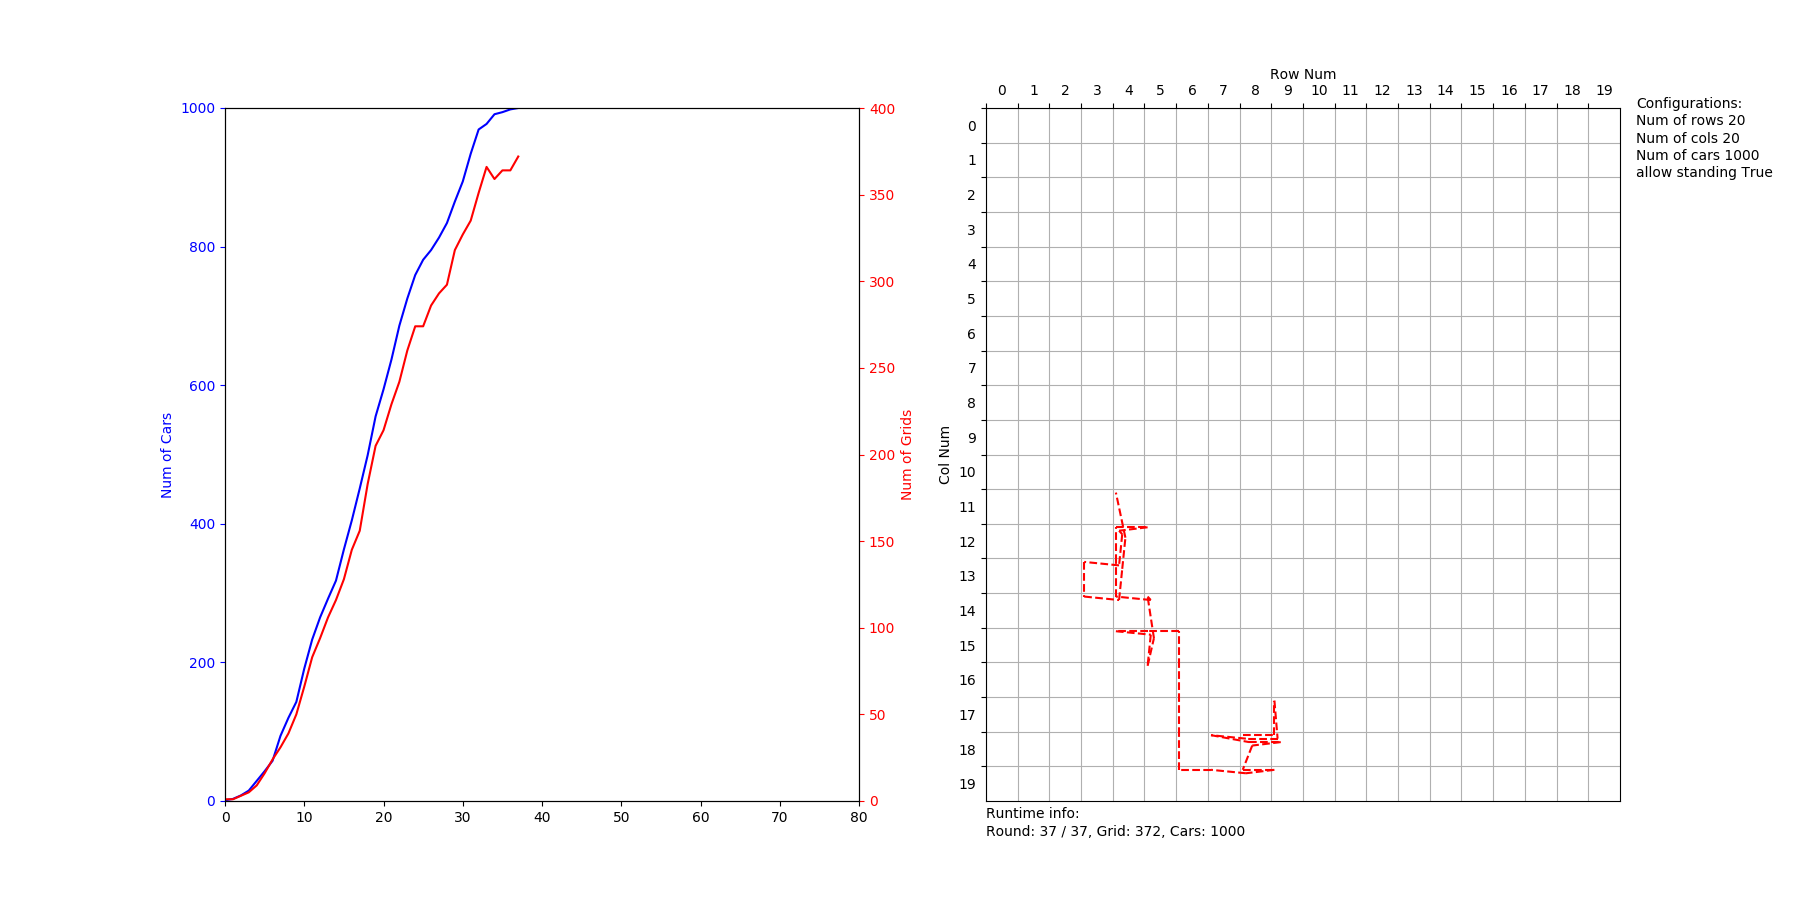 Row Num
0 1 2 3 4 5 6 7 8 9 10 11 12 13 14 15 16 17 18 19
Configurations:
Num of rows 20
Num of cols 20
Num of cars 1000
allow standing True
1000
800
600
400
200
0
Num of Cars
0 10 20 30 40 50 60 70 80
400
350
300
250
200
150
100
50
0
Num of Grids
Col Num
0
1
2
3
4
5
6
7
8
9
10
11
12
13
14
15
16
17
18
19
Runtime info:
Round: 37 / 37, Grid: 372, Cars: 1000